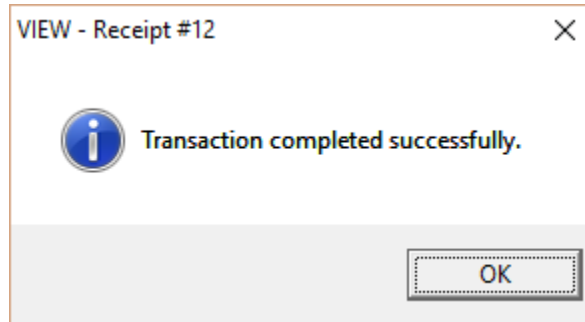 VIEW - Receipt #12
Transaction completed successfully.
OK